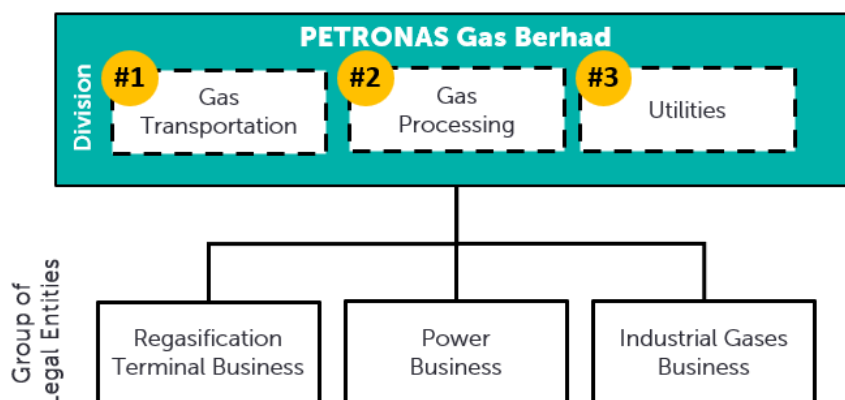 PETRONAS Gas Berhad
Division
#1
Gas
Transportation
#2
Gas
Processing
#3
Utilities
Group of
Legal Entities
Regasification
Terminal Business
Power
Business
Industrial Gases
Business